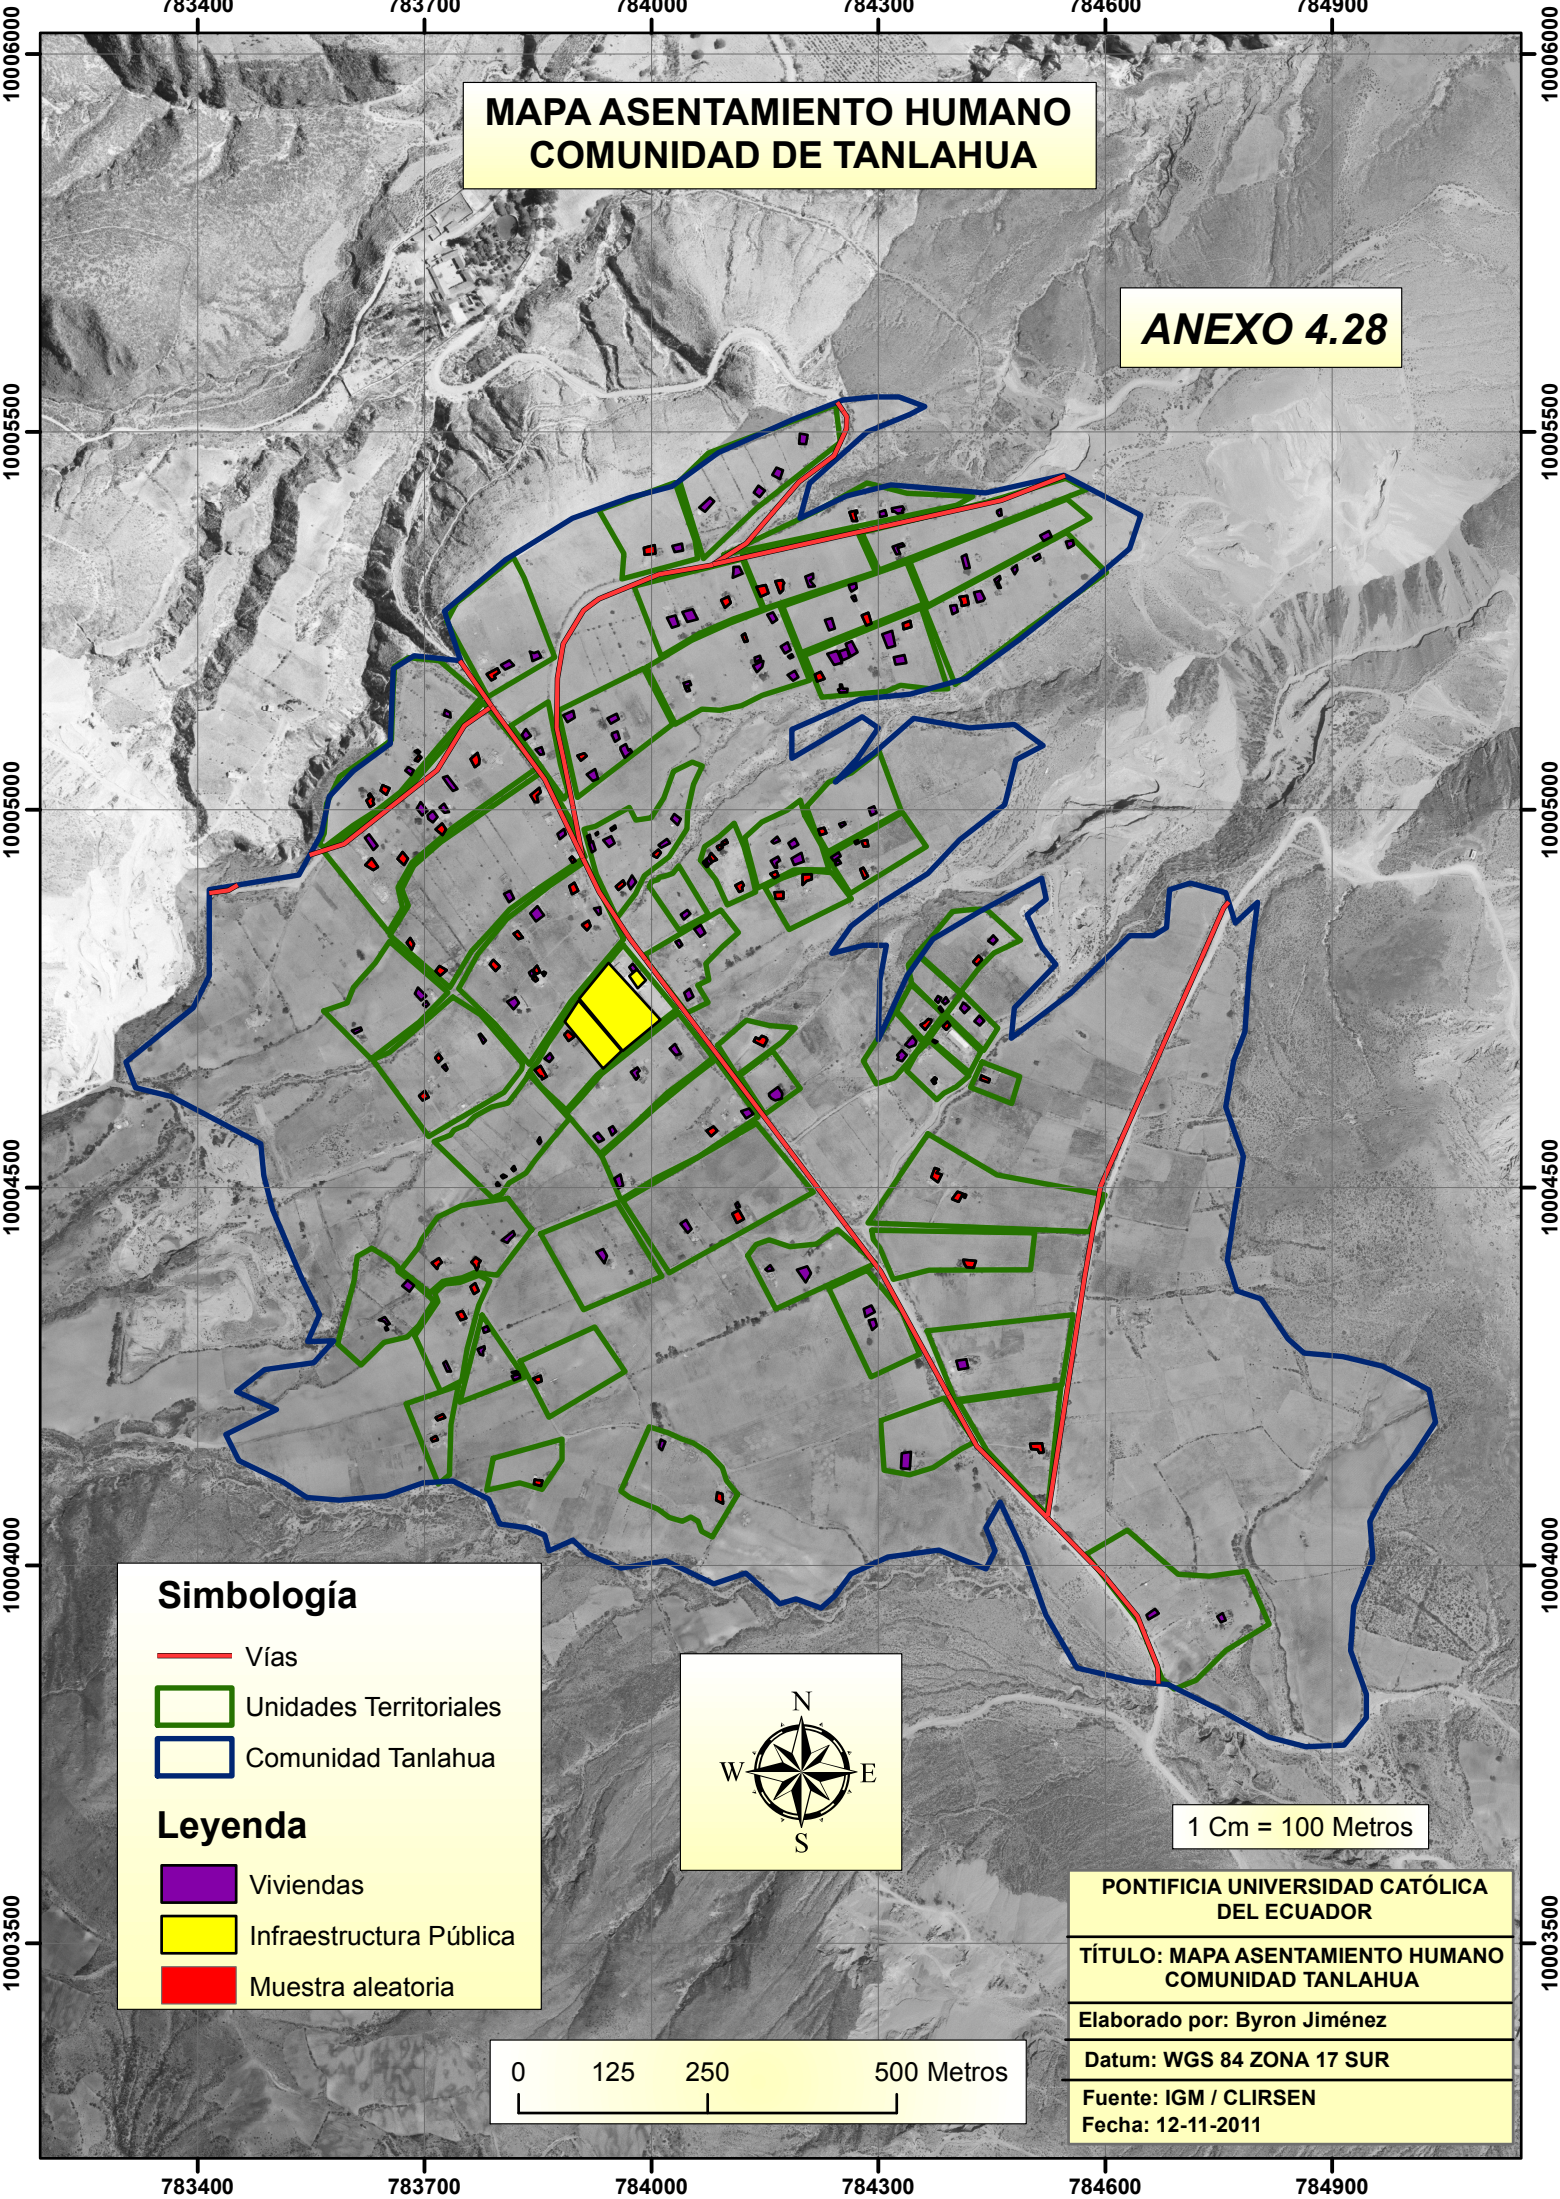 783400 783700 784000 784300 784600 784900
MAPA ASENTAMIENTO HUMANO
COMUNIDAD DE TANLAHUA
ANEXO 4.28
10006000 10006000
10005500 10005500
10005000 10005000
10004500 10004500
10004000 10004000
10003500 10003500
Simbología
Vías
Unidades Territoriales
Comunidad Tanlahua
Leyenda
Viviendas
Infraestructura Pública
Muestra aleatoria
N
W E
S
1 Cm = 100 Metros
PONTIFICIA UNIVERSIDAD CATÓLICA
DEL ECUADOR
TÍTULO: MAPA ASENTAMIENTO HUMANO
COMUNIDAD TANLAHUA
Elaborado por: Byron Jiménez
Datum: WGS 84 ZONA 17 SUR
Fuente: IGM / CLIRSEN
Fecha: 12-11-2011
0 125 250 500 Metros
783400 783700 784000 784300 784600 784900